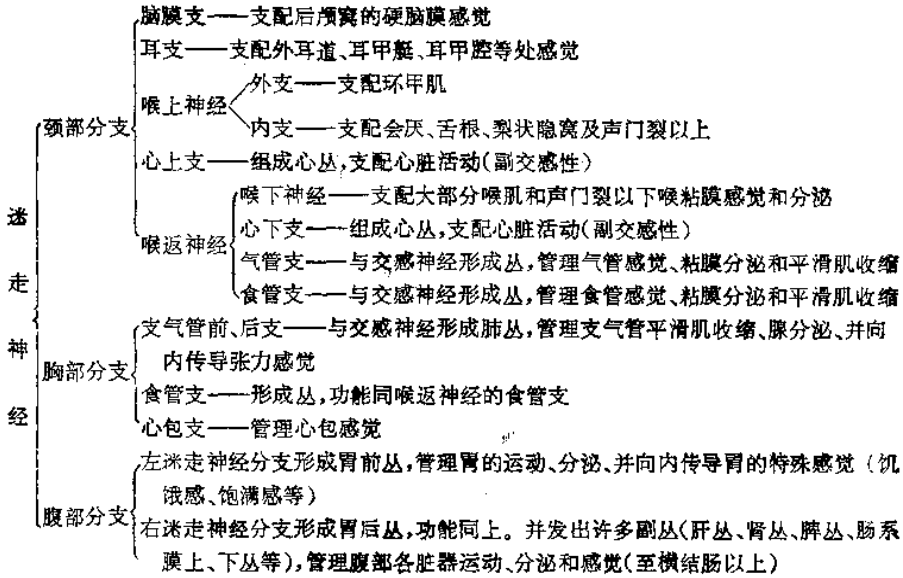 脑膜支——支配后颅窝的硬脑膜感觉
耳支——支配外耳道、耳甲艇、耳甲腔等处感觉
外支——支配环甲肌
喉上神经
颈部分支
内支——支配会厌、舌根、梨状隐窝及声门裂以上
心上支——组成心丛,支配心脏活动(副交感性)
喉下神经——支配大部分喉肌和声门裂以下喉粘膜感觉和分泌
心下支——组成心丛,支配心脏活动(副交感性)
喉返神经
气管支——与交感神经形成丛,管理气管感觉、粘膜分泌和平滑肌收缩
食管支——与交感神经形成丛,管理食管感觉、粘膜分泌和平滑肌收缩
迷走神经
支气管前、后支——与交感神经形成肺丛,管理支气管平滑肌收缩、腺分泌、并向
内传导张力感觉
胸部分支
食管支——形成丛,功能同喉返神经的食管支
心包支——管理心包感觉
左迷走神经分支形成胃前丛,管理胃的运动、分泌、并向内传导胃的特殊感觉(饥
饿感、饱满感等)
腹部分支
右迷走神经分支形成胃后丛,功能同上。并发出许多副丛(肝丛、肾丛、脾丛、肠系
膜上、下丛等),管理腹部各脏器运动、分泌和感觉(至横结肠以上)